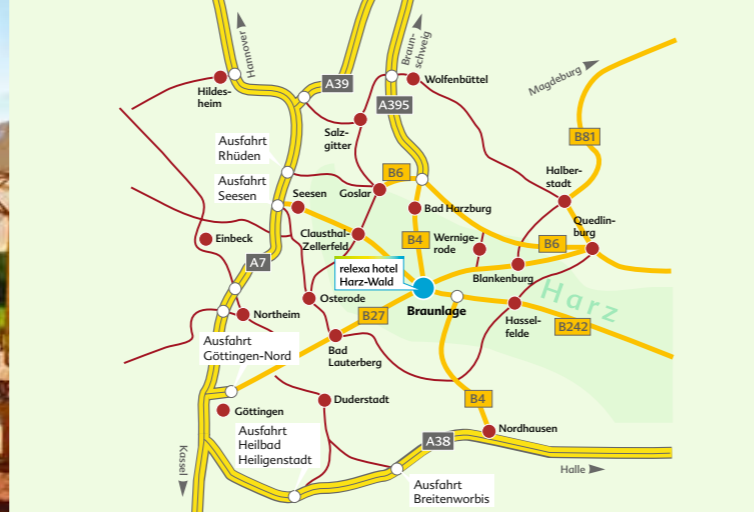 Hannover
Braun-
schweig
Hildes-
heim
A39
Wolfenbüttel
Magdeburg
A395
Salz-
gitter
B81
Ausfahrt
Rhüden
B6
Halber-
stadt
Ausfahrt
Seesen
Seesen
Goslar
Bad Harzburg
Quedlin-
burg
Einbeck
Clausthal-
Zellerfeld
B4
Wernige-
rode
B6
A7
relexa hotel
Harz-Wald
Blankenburg
Harz
Osterode
Braunlage
Northeim
B27
Hassel-
felde
B242
Ausfahrt
Göttingen-Nord
Bad
Lauterberg
Göttingen
Duderstadt
B4
Nordhausen
Ausfahrt
Heilbad
Heiligenstadt
A38
Kassel
Halle
Ausfahrt
Breitenworbis